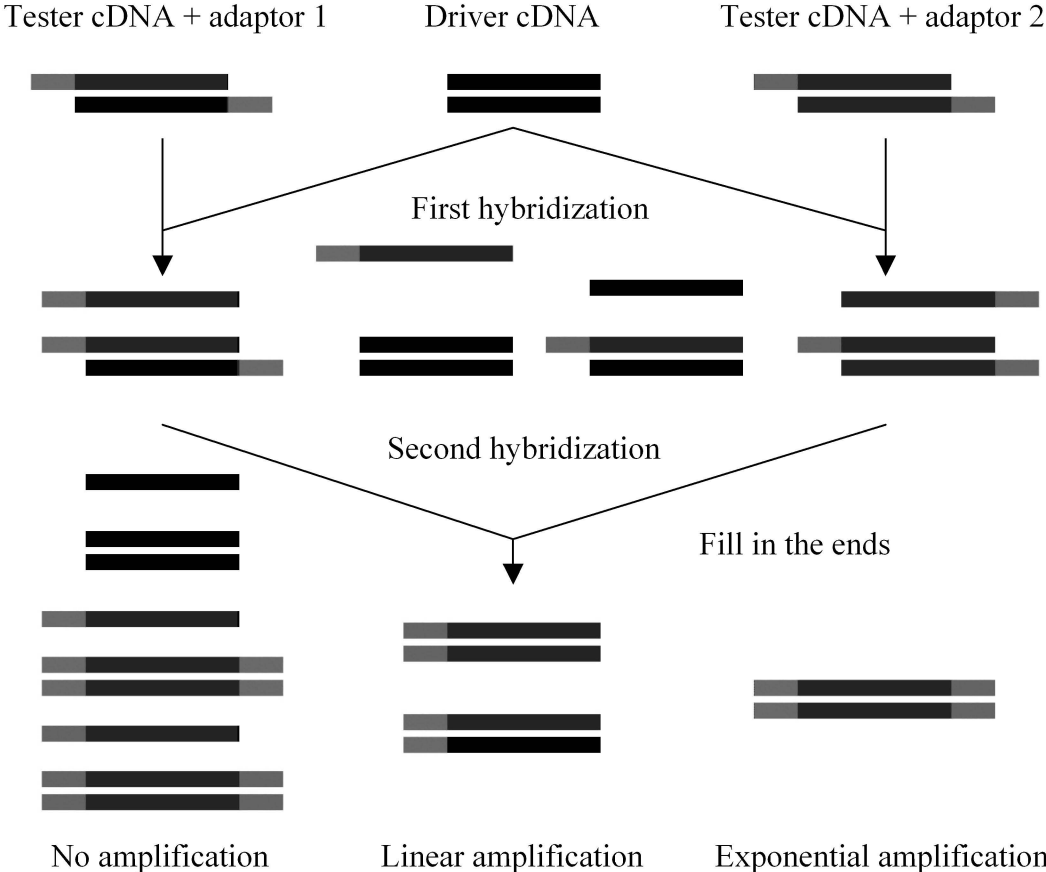 Tester cDNA + adaptor 1
Driver cDNA
Tester cDNA + adaptor 2
First hybridization
Second hybridization
Fill in the ends
No amplification
Linear amplification
Exponential amplification